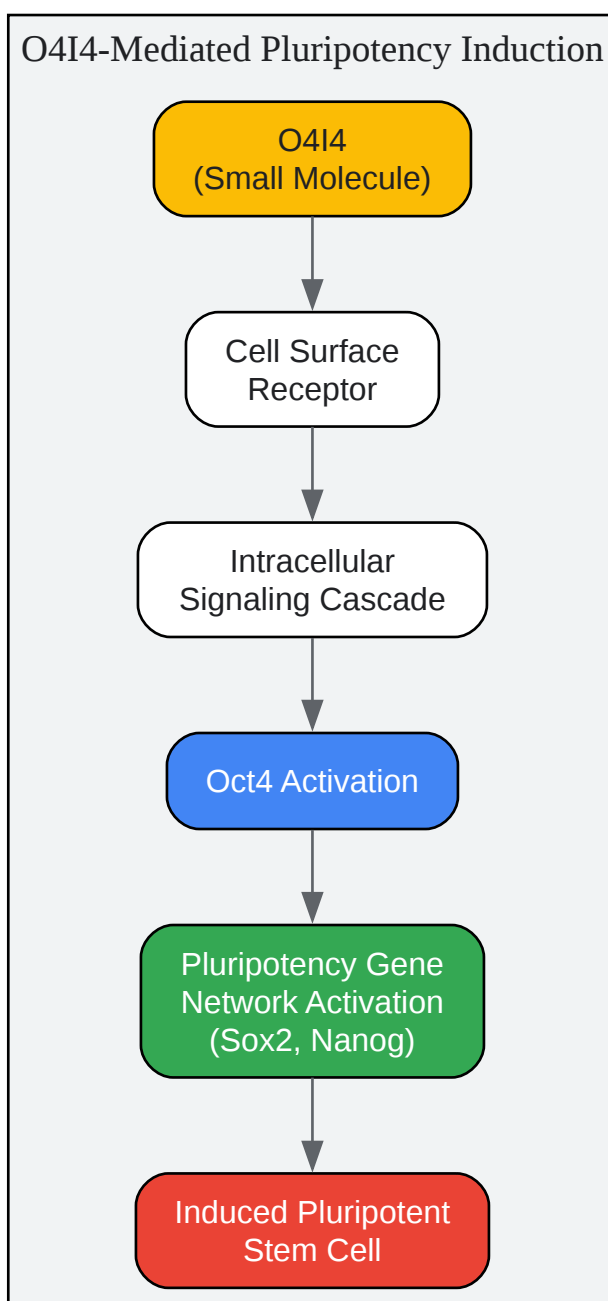 O4I4-Mediated Pluripotency Induction
O4I4
(Small Molecule)
Cell Surface
Receptor
Intracellular
Signaling Cascade
Oct4 Activation
Pluripotency Gene
Network Activation
(Sox2, Nanog)
Induced Pluripotent
Stem Cell